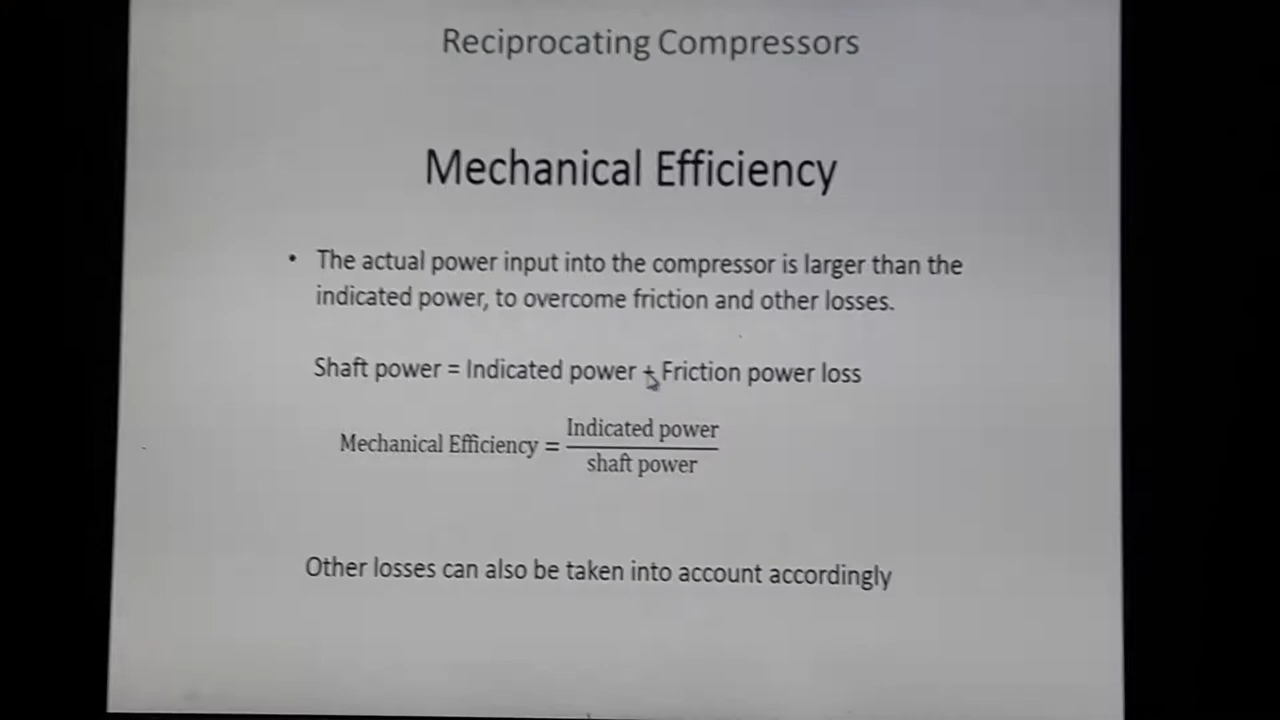 Reciprocating Compressors
Mechanical Efficiency
• The actual power input into the compressor is larger than the
indicated power, to overcome friction and other losses.
Shaft power = Indicated power + Friction power loss
Mechanical Efficiency = Indicated power
shaft power
Other losses can also be taken into account accordingly